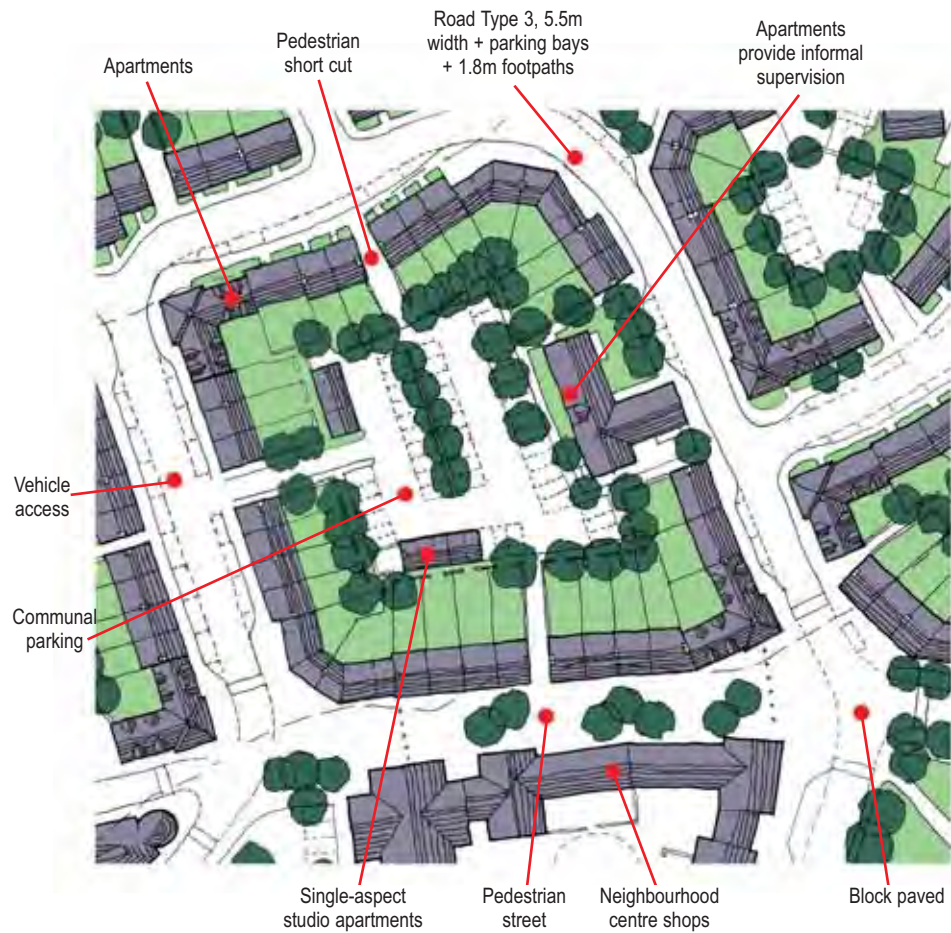 Apartments
Pedestrian
short cut
Road Type 3, 5.5m
width + parking bays
+ 1.8m footpaths
Apartments
provide informal
supervision
Vehicle
access
Communal
parking
Single-aspect
studio apartments
Pedestrian
street
Neighbourhood
centre shops
Block paved